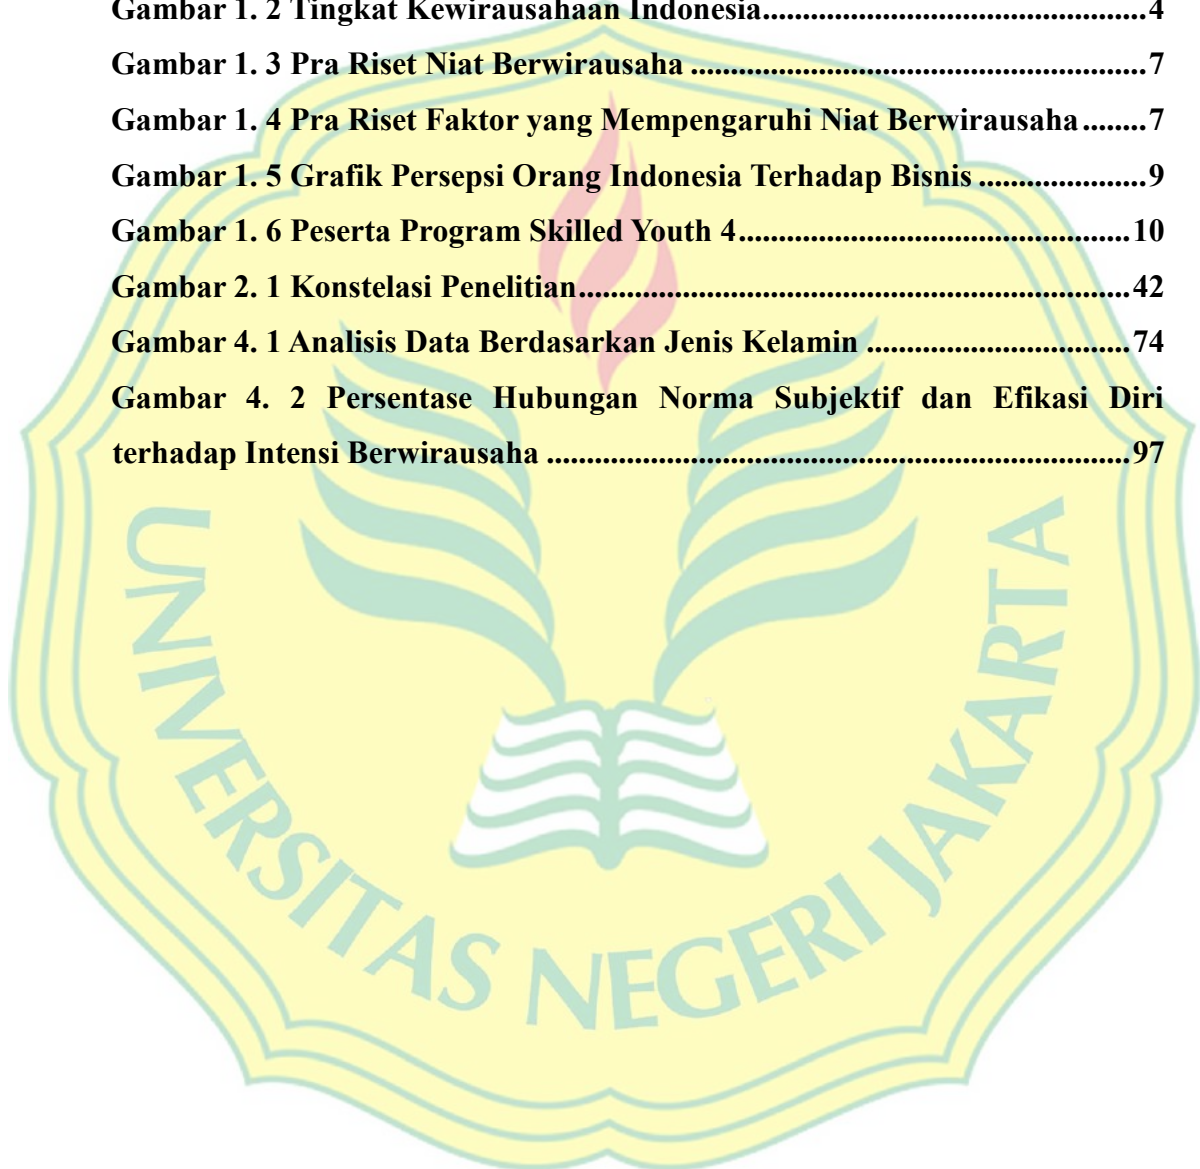 Gambar 1. 2 Tingkat Kewirausahaan Indonesia.................................................4
Gambar 1. 3 Pra Riset Niat Berwirausaha ..........................................................7
Gambar 1. 4 Pra Riset Faktor yang Mempengaruhi Niat Berwirausaha........7
Gambar 1. 5 Grafik Persepsi Orang Indonesia Terhadap Bisnis .....................9
Gambar 1. 6 Peserta Program Skilled Youth 4..................................................10
Gambar 2. 1 Konstelasi Penelitian......................................................................42
Gambar 4. 1 Analisis Data Berdasarkan Jenis Kelamin .................................74
Gambar 4. 2 Persentase Hubungan Norma Subjektif dan Efikasi Diri
terhadap Intensi Berwirausaha ..........................................................................97
UNIVERSITAS NEGERI JAKARTA